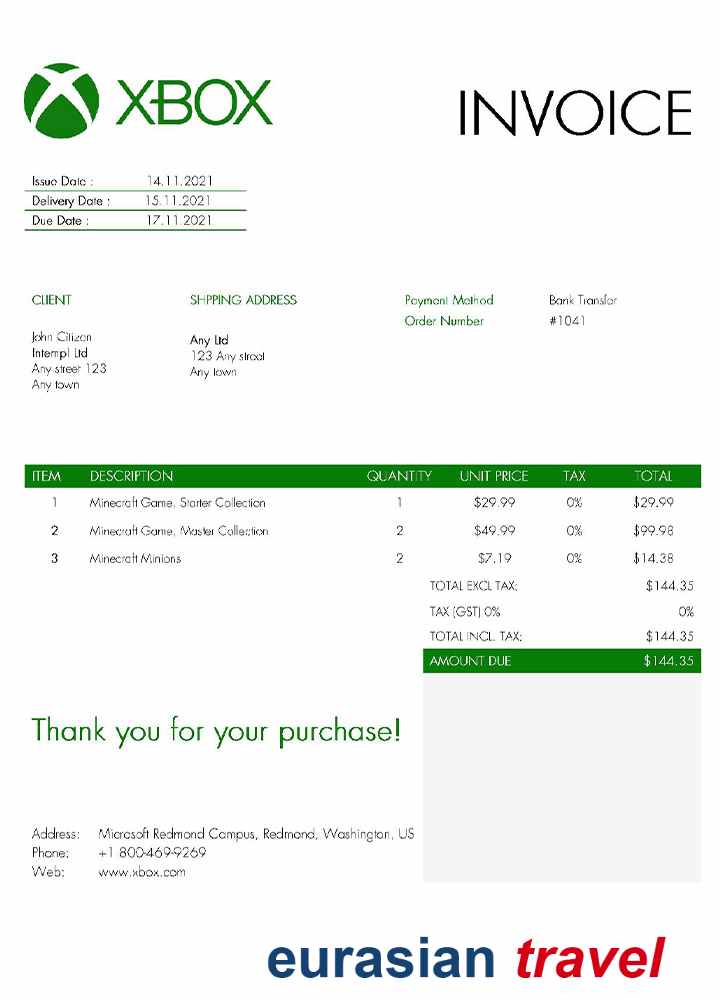 XBOX
INVOICE
Issue Date : 14.11.2021
Delivery Date : 15.11.2021
Due Date : 17.11.2021
CLIENT SHPPING ADDRESS Payment Method Bank Transfer
Order Number #1041
John Citizen Any Ltd
Intempl Ltd 123 Any street
Any street 123 Any town
Any town
ITEM DESCRIPTION QUANTITY UNIT PRICE TAX TOTAL
1 Minecraft Game, Starter Collection 1 $29.99 0% $29.99
2 Minecraft Game, Master Collection 2 $49.99 0% $99.98
3 Minecraft Minions 2 $7.19 0% $14.38
TOTAL EXCL TAX: $144.35
TAX (GST) 0% 0%
TOTAL INCL. TAX: $144.35
AMOUNT DUE $144.35
Thank you for your purchase!
Address: Microsoft Redmond Campus, Redmond, Washington, US
Phone: +1 800-469-9269
Web: www.xbox.com
eurasian travel